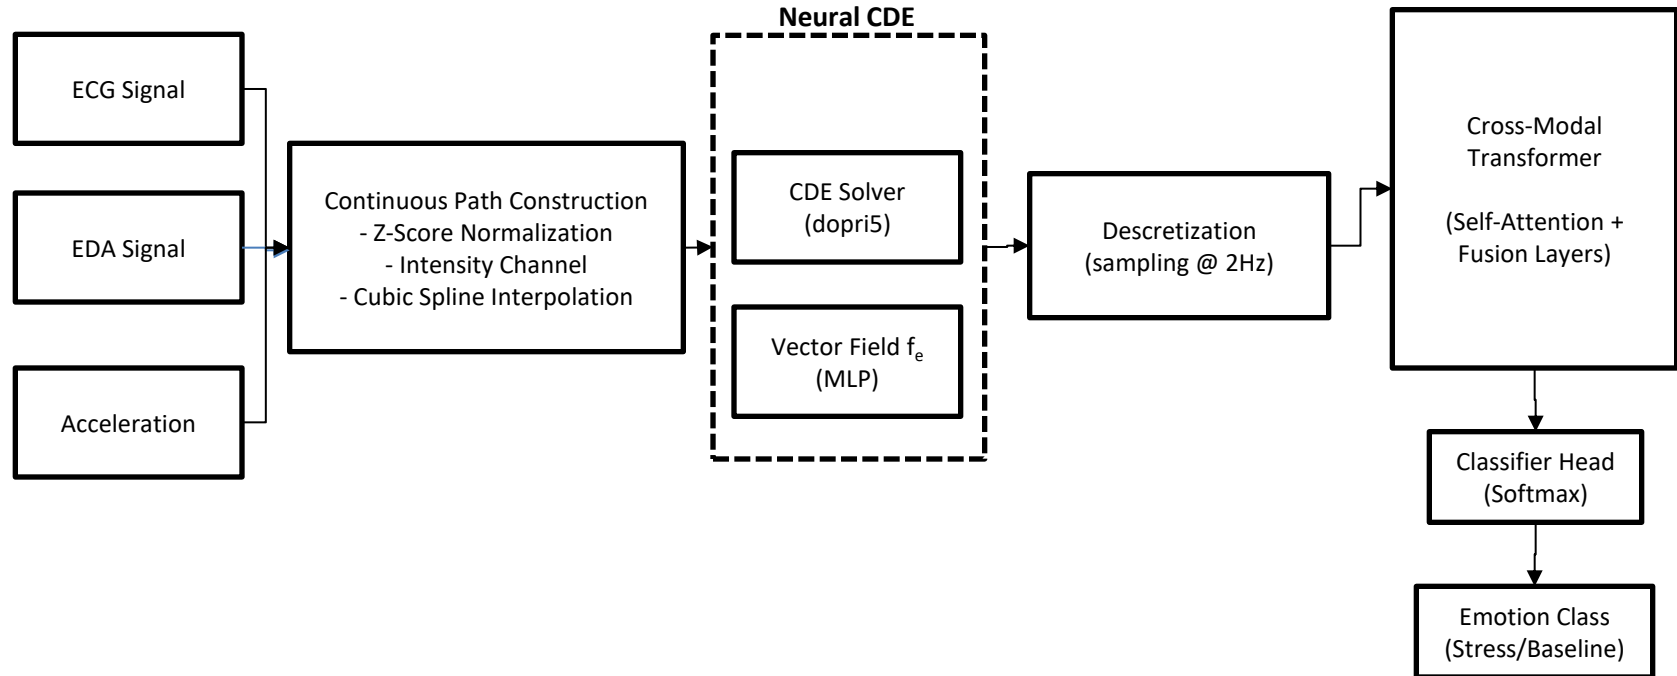 Neural CDE
ECG Signal
EDA Signal
Acceleration
Continuous Path Construction
- Z-Score Normalization
- Intensity Channel
- Cubic Spline Interpolation
CDE Solver
(dopri5)
Vector Field fₑ
(MLP)
Descretization
(sampling @ 2Hz)
Cross-Modal
Transformer
(Self-Attention +
Fusion Layers)
Classifier Head
(Softmax)
Emotion Class
(Stress/Baseline)